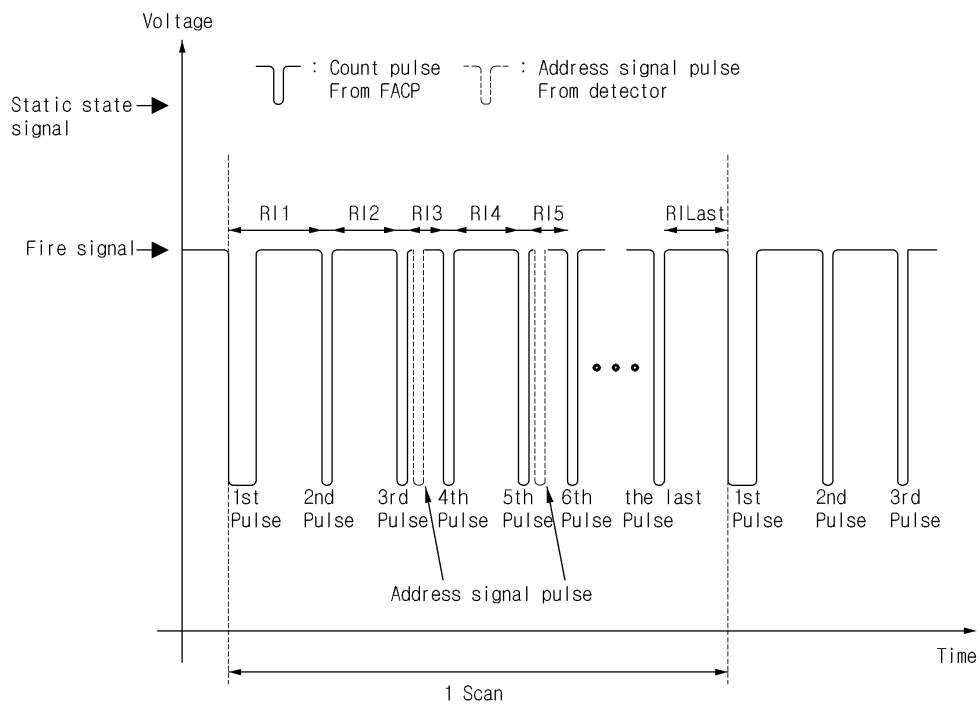 Voltage
: Count pulse
From FACP
: Address signal pulse
From detector
Static state
signal
RI1
RI2
RI3
RI4
RI5
RILast
Fire signal
1st
Pulse
2nd
Pulse
3rd
Pulse
4th
Pulse
5th
Pulse
6th
Pulse
the last
Pulse
1st
Pulse
2nd
Pulse
3rd
Pulse
Address signal pulse
Time
1 Scan